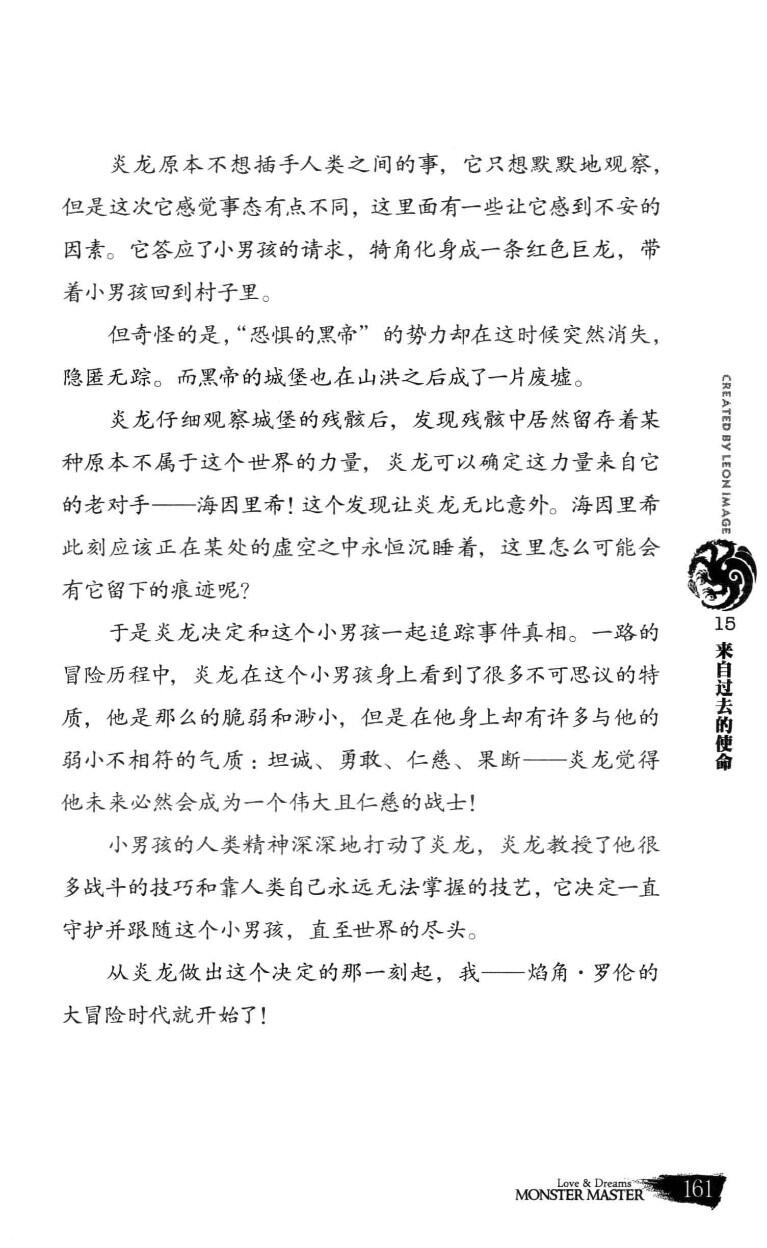 炎龙原本不想插手人类之间的事，它只想默默地观察，
但是这次它感觉事态有点不同，这里面有一些让它感到不安的
因素。它答应了小男孩的请求，犄角化身成一条红色巨龙，带
着小男孩回到村子里。
但奇怪的是，“恐惧的黑帝”的势力却在这时候突然消失，
隐匿无踪。而黑帝的城堡也在山洪之后成了一片废墟。
炎龙仔细观察城堡的残骸后，发现残骸中居然留存着某
种原本不属于这个世界的力量，炎龙可以确定这力量来自它
的老对手——海因里希！这个发现让炎龙无比意外。海因里希
此刻应该正在某处的虚空之中永恒沉睡着，这里怎么可能会
有它留下的痕迹呢？
于是炎龙决定和这个小男孩一起追踪事件真相。一路的
冒险历程中，炎龙在这个小男孩身上看到了很多不可思议的特
质，他是那么的脆弱和渺小，但是在他身上却有许多与他的
弱小不相符的气质：坦诚、勇敢、仁慈、果断——炎龙觉得
他未来必然会成为一个伟大且仁慈的战士！
小男孩的人类精神深深地打动了炎龙，炎龙教授了他很
多战斗的技巧和靠人类自己永远无法掌握的技艺，它决定一直
守护并跟随这个小男孩，直至世界的尽头。
从炎龙做出这个决定的那一刻起，我——焰角·罗伦的
大冒险时代就开始了！
CREATED BY LEON IMAGE
15
来自过去的使命
Love & Dreams
MONSTER MASTER
161